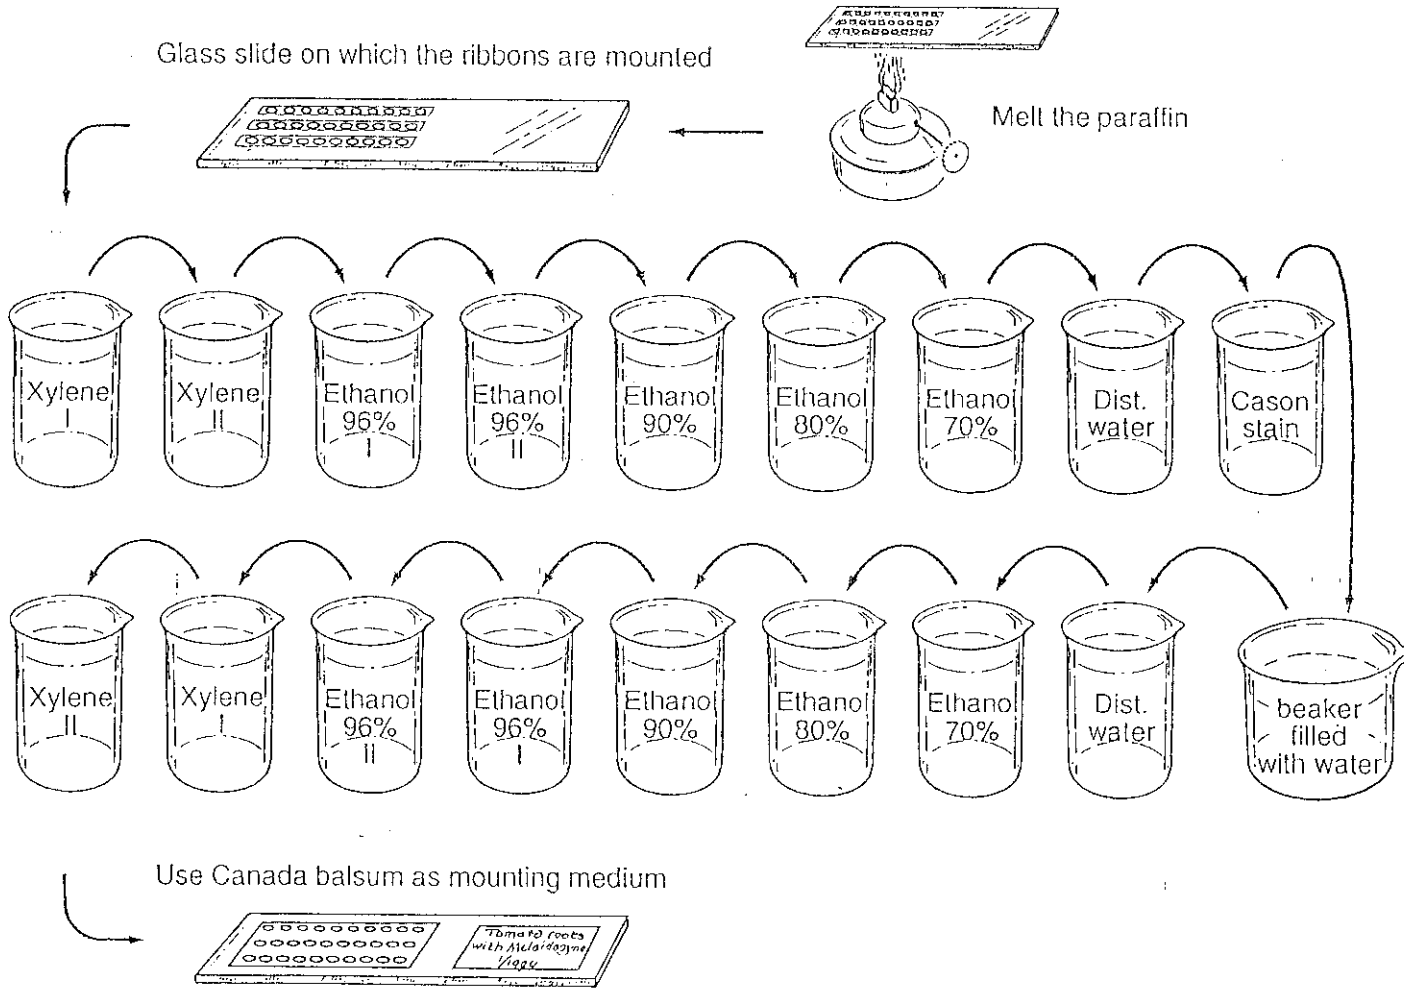 Glass slide on which the ribbons are mounted
Melt the paraffin
Xylene
I
Xylene
II
Ethanol
96%
I
Ethanol
96%
II
Ethanol
90%
Ethanol
80%
Ethanol
70%
Dist.
water
Cason
stain
Xylene
II
Xylene
I
Ethanol
96%
II
Ethanol
96%
I
Ethanol
90%
Ethanol
80%
Ethanol
70%
Dist.
water
beaker
filled
with water
Use Canada balsum as mounting medium
Tomato roots
with Meloidogyne
1/1994